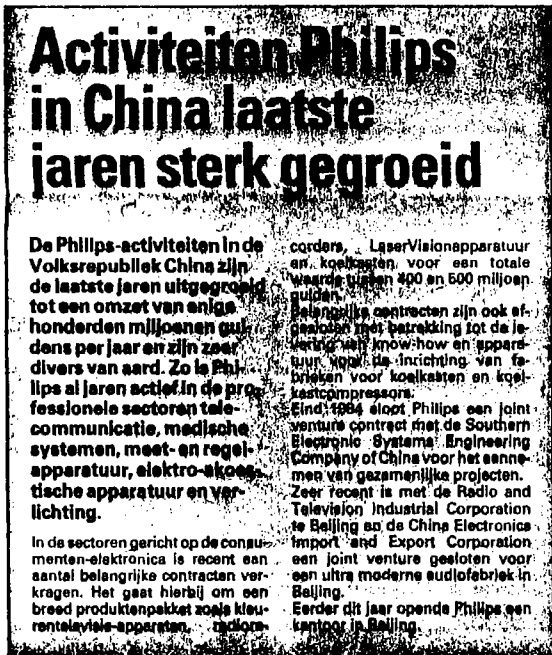 Activiteiten Philips
in China laatste
jaren sterk gegroeid
De Philips-activiteiten in de
Volksrepubliek China zijn
de laatste jaren uitgegroeid
tot een omzet van enige
honderden miljoenen gul-
dens per jaar en zijn zeer
divers van aard. Zo is Phi-
lips al jaren actief in de pro-
fessionele sectoren tele-
communicatie, medische
systemen, meet- en regel-
apparatuur, elektro-akoes-
tische apparatuur en ver-
lichting.
In de sectoren gericht op de consu-
menten-elektronica is recent een
aantal belangrijke contracten ver-
kregen. Het gaat hierbij om een
breed produktenpakket zoals kleu-
rentelevisie-apparaten, radiore-
corders, LaserVisionapparatuur
en koelkasten voor een totale
waarde tussen 400 en 500 miljoen
gulden.
Belangrijke contracten zijn ook af-
gesloten met betrekking tot de le-
vering van know-how en appara-
tuur voor de inrichting van fa-
brieken voor koelkasten en koel-
kastcompressors.
Eind 1984 sloot Philips een joint
venture contract met de Southern
Electronic Systems Engineering
Company of China voor het aanne-
men van gezamenlijke projecten.
Zeer recent is met de Radio and
Television Industrial Corporation
te Beijing en de China Electronics
Import and Export Corporation
een joint venture gesloten voor
een ultra moderne audiofabriek in
Beijing.
Eerder dit jaar opende Philips een
kantoor in Beijing.